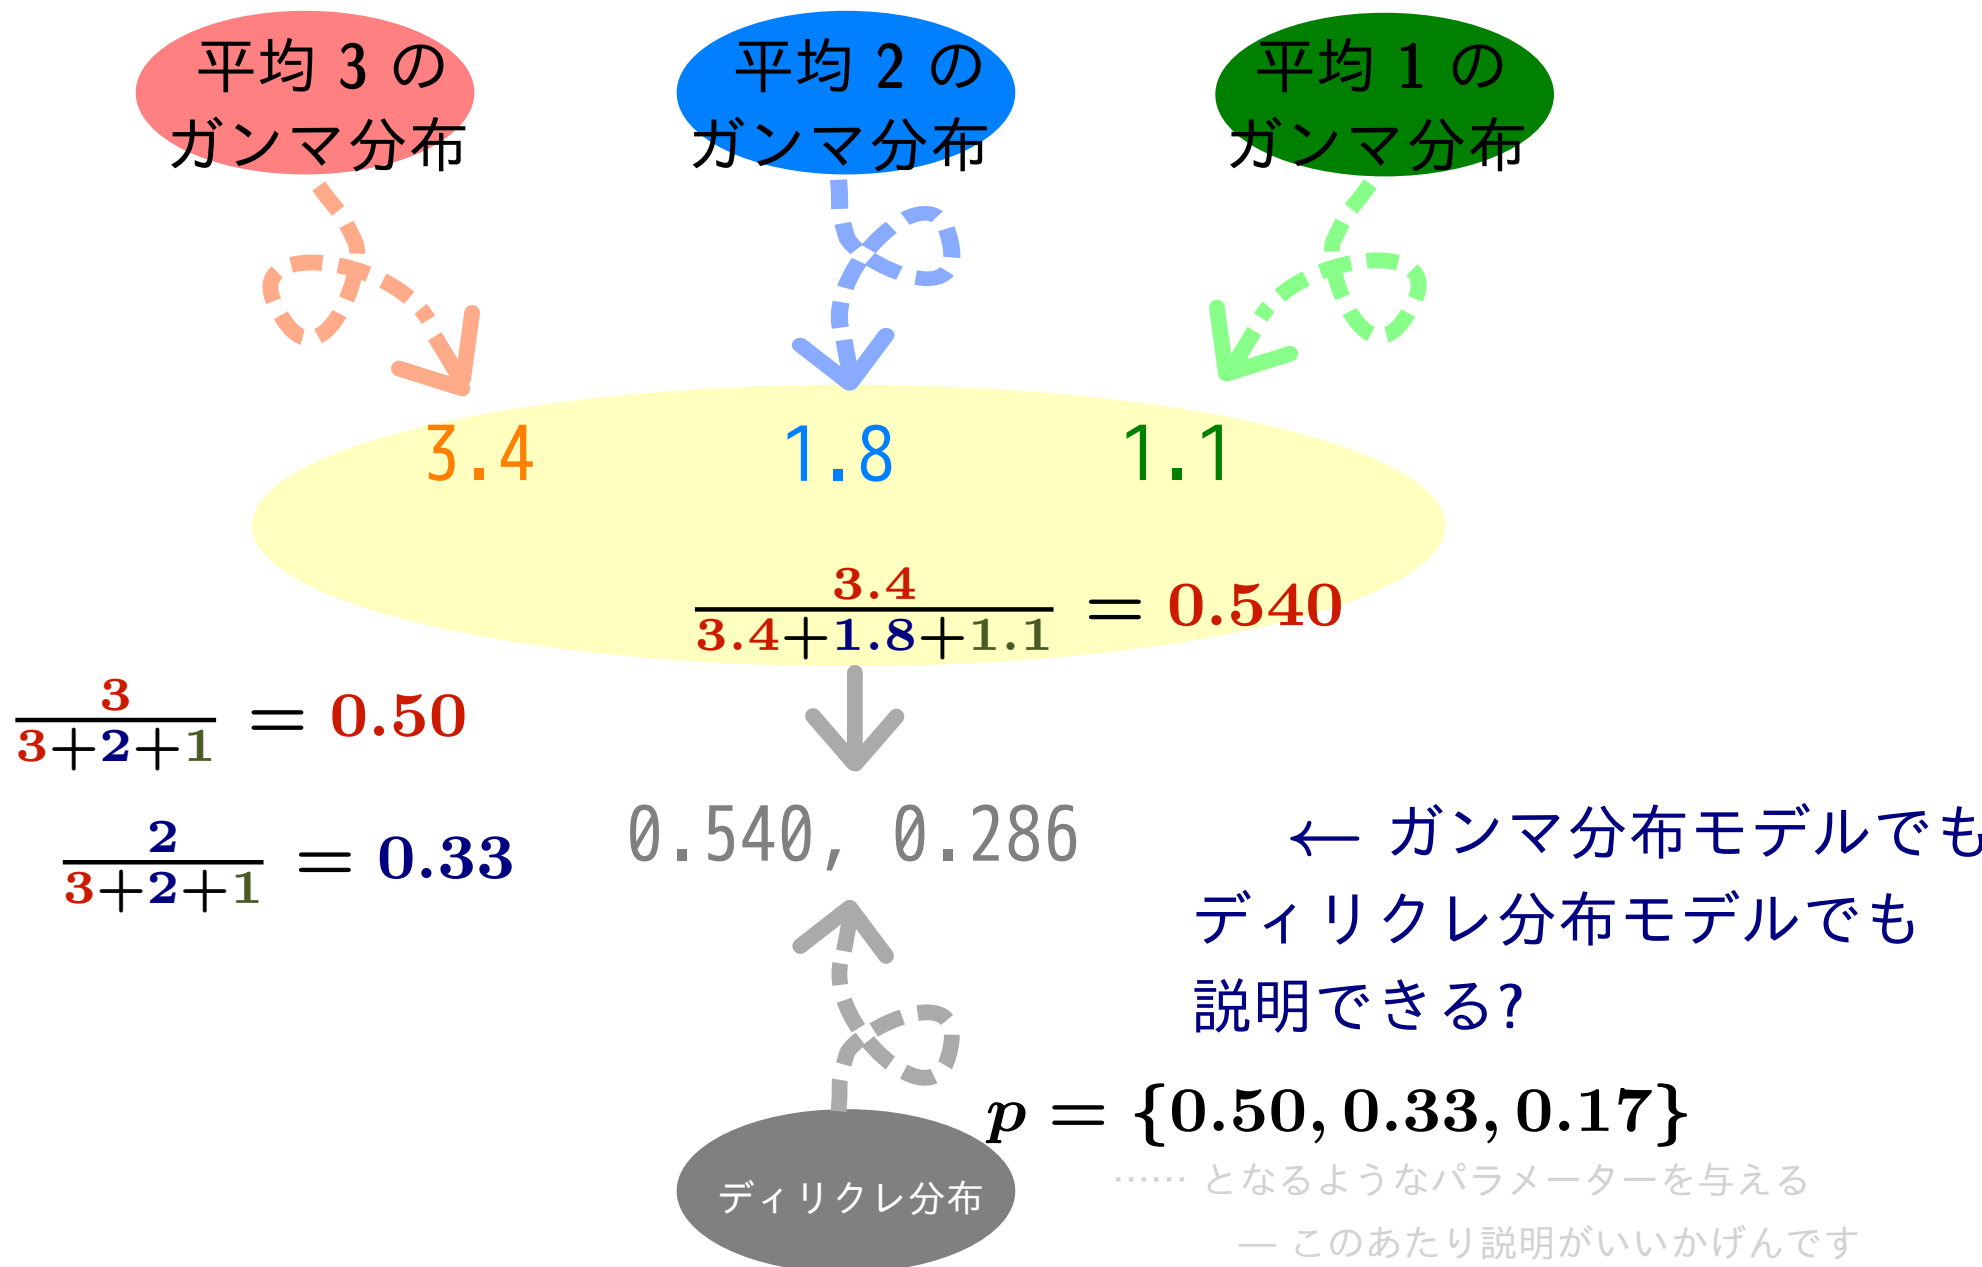 平均 3 の
ガンマ分布
平均 2 の
ガンマ分布
平均 1 の
ガンマ分布
3.4 1.8 1.1
3.4
3.4+1.8+1.1
= 0.540
3
3+2+1
= 0.50
2
3+2+1
= 0.33
0.540, 0.286
← ガンマ分布モデルでも
ディリクレ分布モデルでも
説明できる?
p = {0.50, 0.33, 0.17}
ディリクレ分布
…… となるようなパラメーターを与える
— このあたり説明がいいかげんです